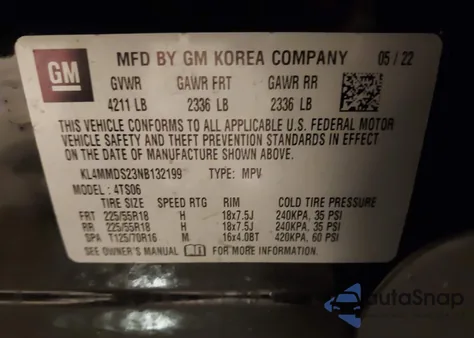 GM
MFD BY GM KOREA COMPANY 05/22
GVWR GAWR FRT GAWR RR
4211 LB 2336 LB 2336 LB
THIS VEHICLE CONFORMS TO ALL APPLICABLE U.S. FEDERAL MOTOR
VEHICLE SAFETY AND THEFT PREVENTION STANDARDS IN EFFECT
ON THE DATE OF MANUFACTURE SHOWN ABOVE.
KL4MMDS23NB132199 TYPE: MPV
MODEL: 4TS06
TIRE SIZE SPEED RTG RIM COLD TIRE PRESSURE
FRT 225/55R18 H 18x7.5J 240KPA, 35 PSI
RR 225/55R18 H 18x7.5J 240KPA, 35 PSI
SPA T125/70R16 M 16x4.0BT 420KPA, 60 PSI
SEE OWNER'S MANUAL FOR MORE INFORMATION.
autoSnap